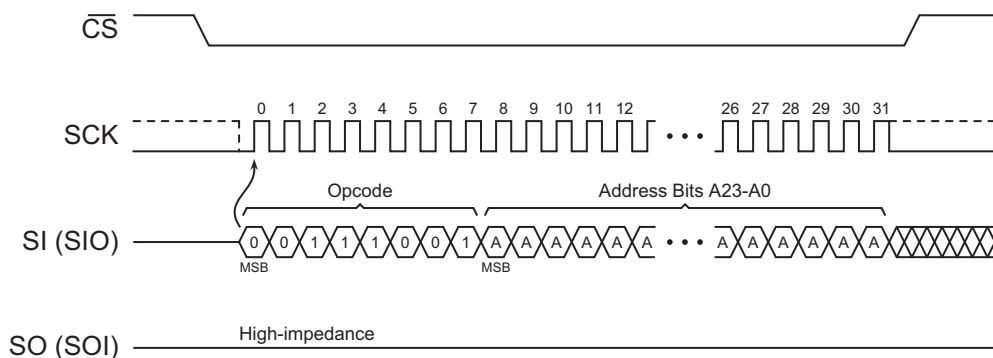 CS
0 1 2 3 4 5 6 7 8 9 10 11 12 26 27 28 29 30 31
SCK
Opcode Address Bits A23-A0
SI (SIO) 0 0 1 1 1 0 0 1 A A A A A A A A A A A A
MSB MSB
High-impedance
SO (SOI)